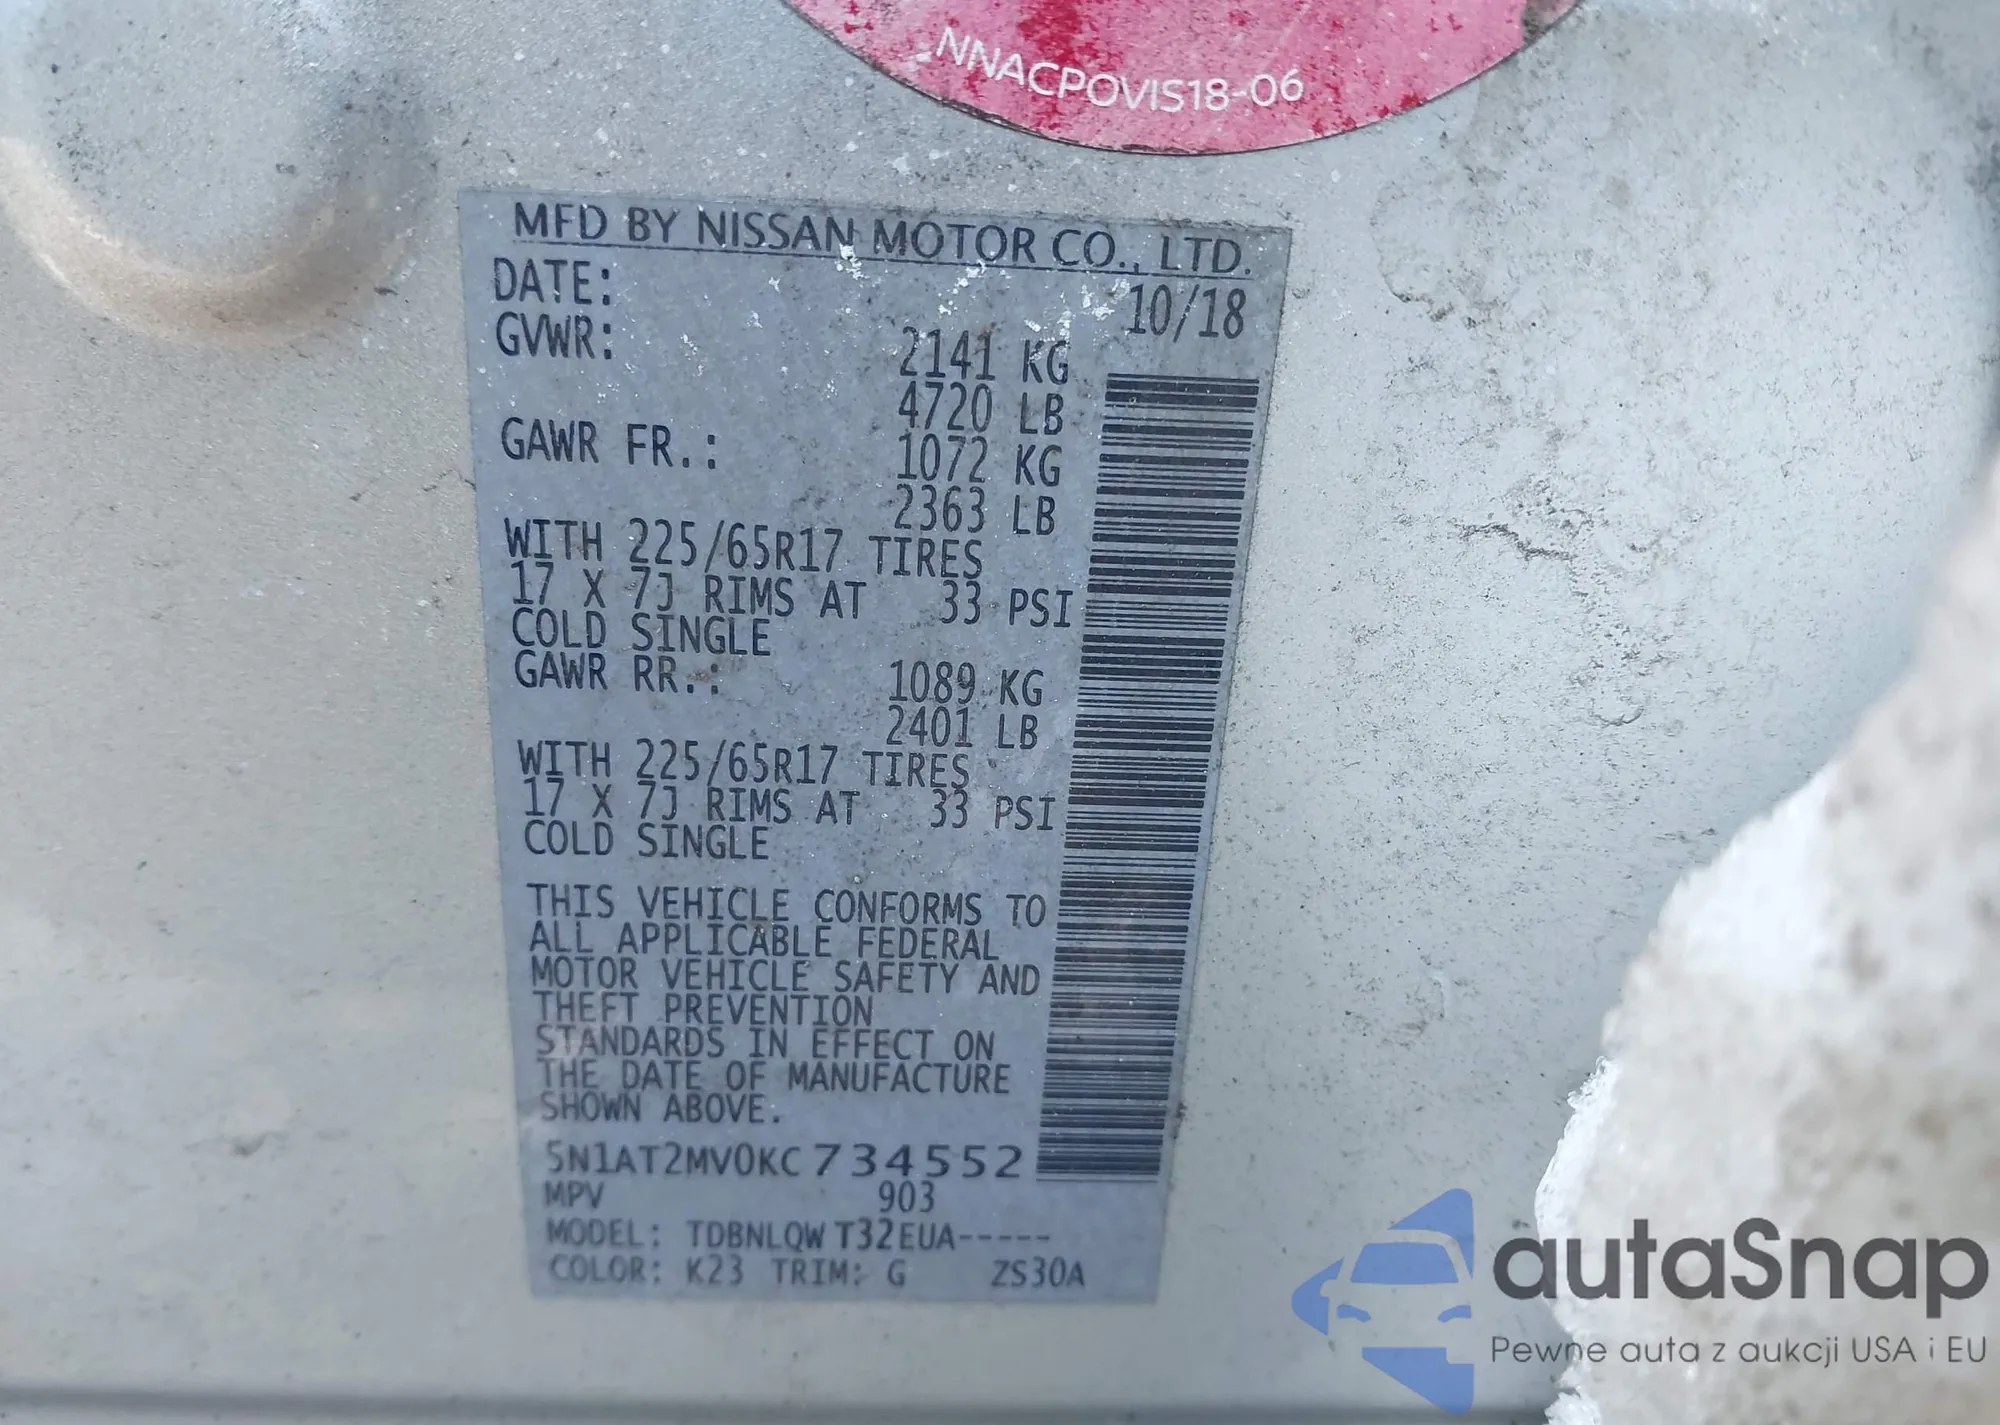 NNACPOVIS18-06
MFD BY NISSAN MOTOR CO., LTD.
DATE: 10/18
GVWR: 2141 KG
4720 LB
GAWR FR.: 1072 KG
2363 LB
WITH 225/65R17 TIRES
17 X 7J RIMS AT 33 PSI
COLD SINGLE
GAWR RR.: 1089 KG
2401 LB
WITH 225/65R17 TIRES
17 X 7J RIMS AT 33 PSI
COLD SINGLE
THIS VEHICLE CONFORMS TO
ALL APPLICABLE FEDERAL
MOTOR VEHICLE SAFETY AND
THEFT PREVENTION
STANDARDS IN EFFECT ON
THE DATE OF MANUFACTURE
SHOWN ABOVE.
5N1AT2MV0KC734552
MPV 903
MODEL: TDBNLQWT32EUA-----
COLOR: K23 TRIM: G ZS30A
autaSnap
Pewne auta z aukcji USA i EU